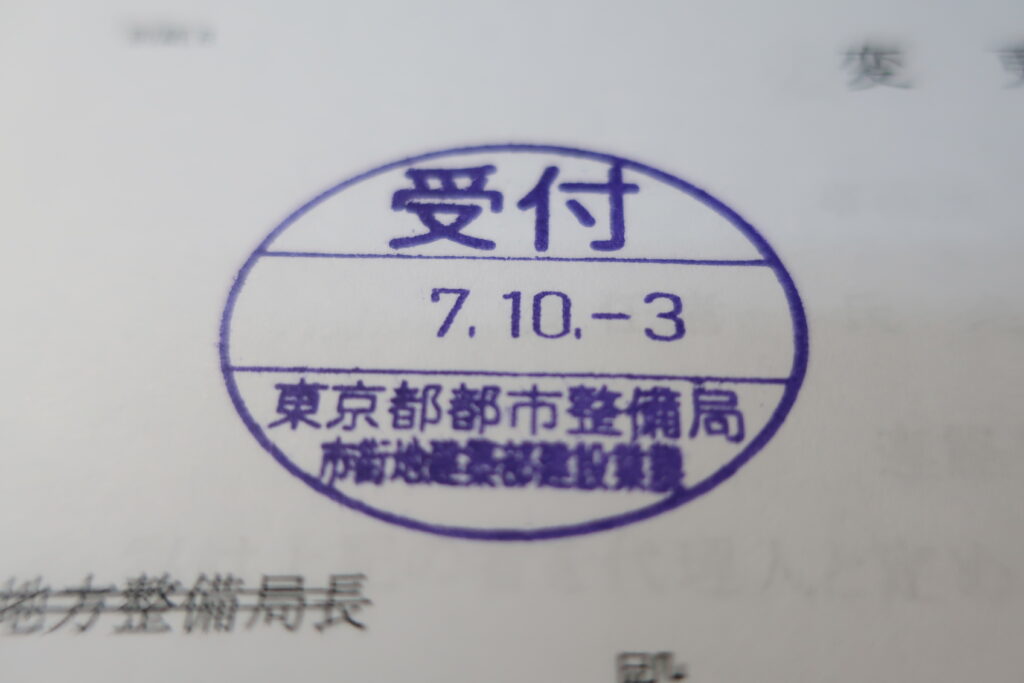 変 更
受付
7.10.-3
東京都都市整備局
市街地建築部建設業課
地方整備局長